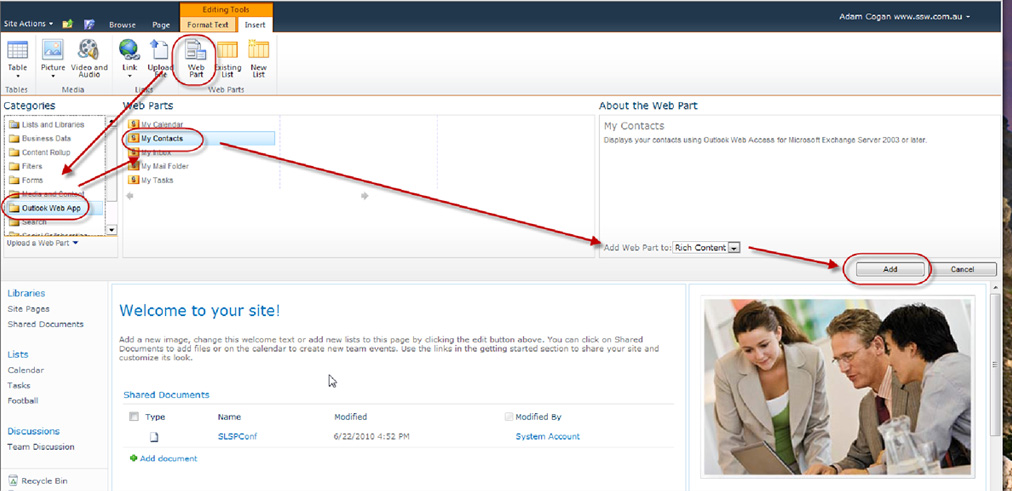 Editing Tools
Site Actions Browse Page Format Text Insert
Adam Cogan www.ssw.com.au
Table Picture Video and Audio Link Upload File Web Part Existing List New List
Tables Media Links Web Parts
Categories
Lists and Libraries
Business Data
Content Rollup
Filters
Forms
Media and Content
Outlook Web App
Search
Social Collaboration
Upload a Web Part
Web Parts
My Calendar
My Contacts
My Inbox
My Mail Folder
My Tasks
About the Web Part
My Contacts
Displays your contacts using Outlook Web Access for Microsoft Exchange Server 2003 or later.
Add Web Part to: Rich Content
Add Cancel
Libraries
Site Pages
Shared Documents
Lists
Calendar
Tasks
Football
Discussions
Team Discussion
Recycle Bin
Welcome to your site!
Add a new image, change this welcome text or add new lists to this page by clicking the edit button above. You can click on Shared
Documents to add files or on the calendar to create new team events. Use the links in the getting started section to share your site and
customize its look.
Shared Documents
Type Name Modified Modified By
SLSPConf 6/22/2010 4:52 PM System Account
Add document